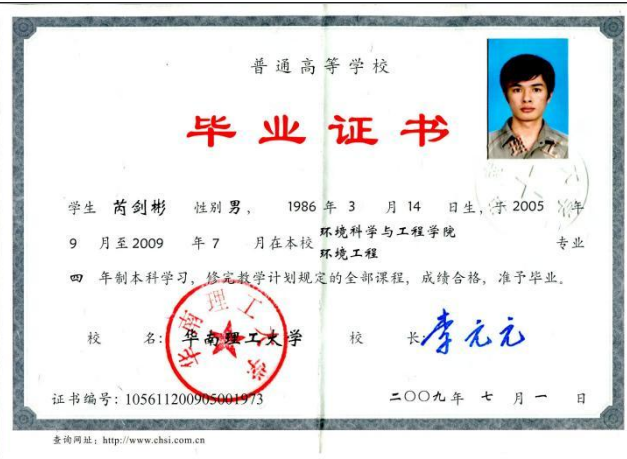 普通高等学校
毕业证书
学生 芮剑彬 性别 男， 1986 年 3 月 14 日生，于 2005 年
9 月至 2009 年 7 月在本校 环境科学与工程学院 环境工程 专业
四 年制本科学习，修完教学计划规定的全部课程，成绩合格，准予毕业。
校 名： 华南理工大学 校 长 李元元
华南理工大学
证书编号：105611200905001973 二〇〇九年 七 月 一 日
查询网址：http://www.chsi.com.cn